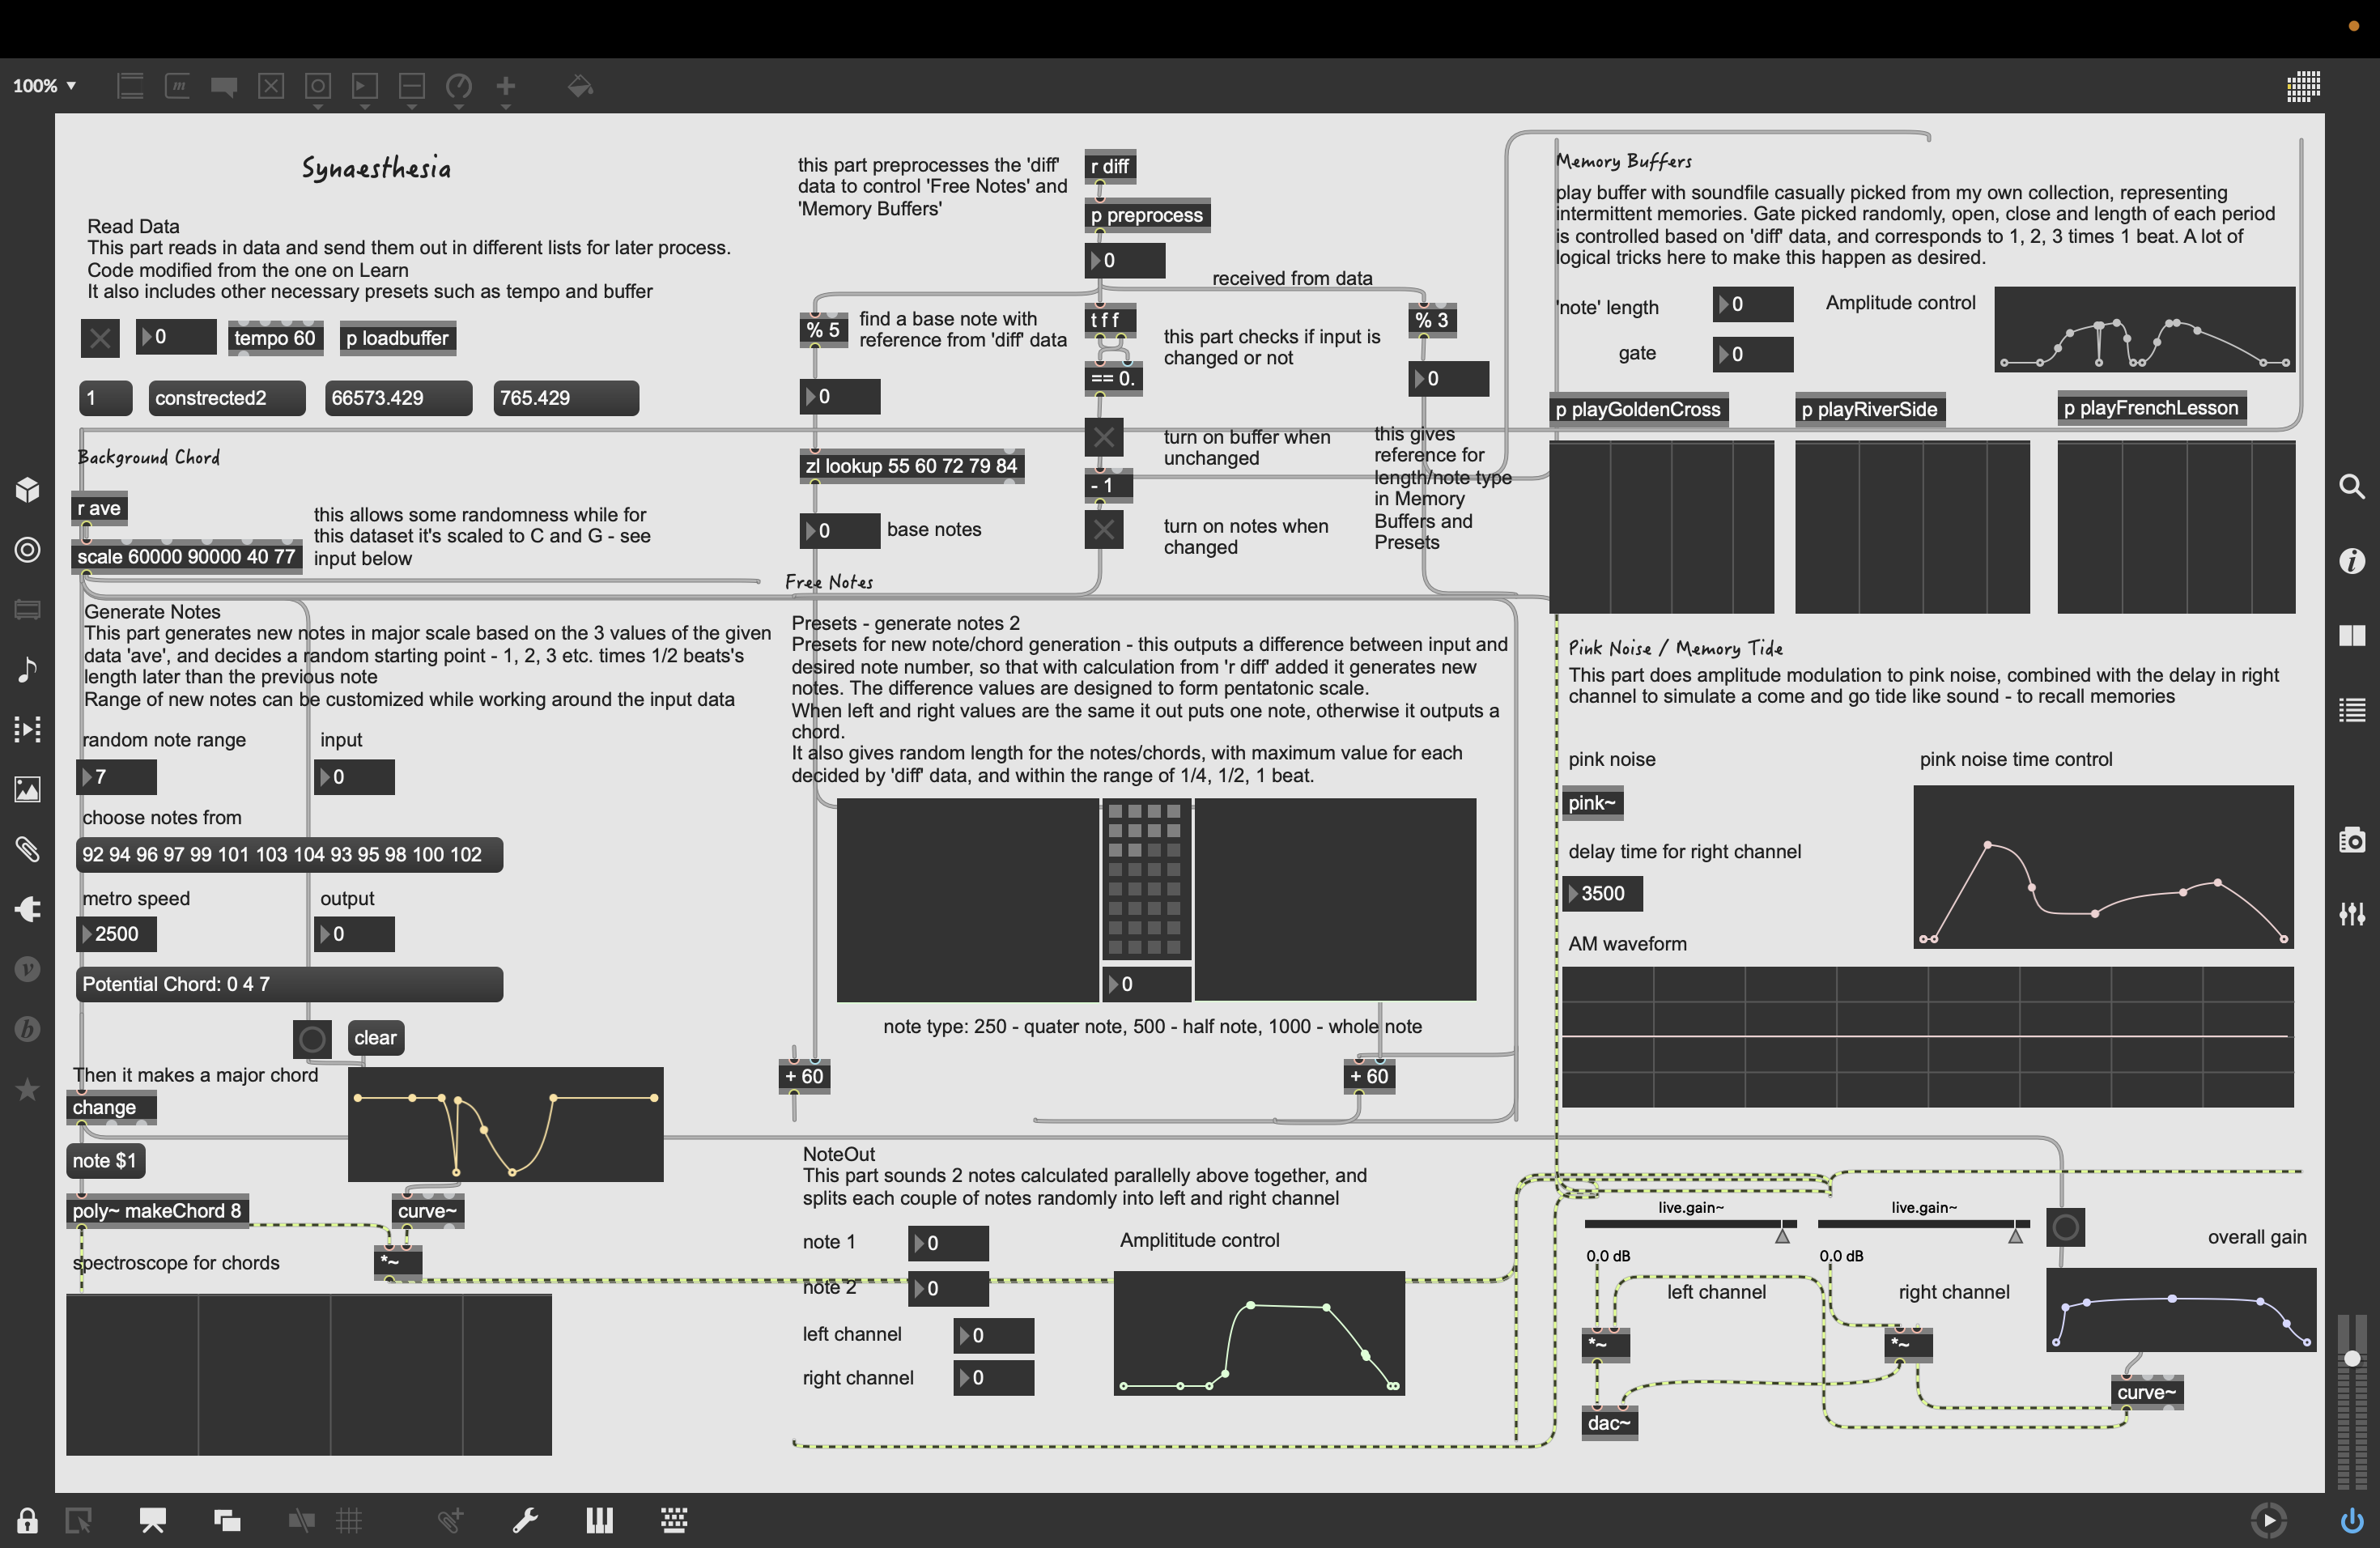 100%
Synaesthesia
Read Data
This part reads in data and send them out in different lists for later process.
Code modified from the one on Learn
It also includes other necessary presets such as tempo and buffer
0
tempo 60
p loadbuffer
1
constrected2
66573.429
765.429
Background Chord
r ave
scale 60000 90000 40 77
this allows some randomness while for
this dataset it's scaled to C and G - see
input below
Generate Notes
This part generates new notes in major scale based on the 3 values of the given
data 'ave', and decides a random starting point - 1, 2, 3 etc. times 1/2 beats's
length later than the previous note
Range of new notes can be customized while working around the input data
random note range
input
7
0
choose notes from
92 94 96 97 99 101 103 104 93 95 98 100 102
metro speed
output
2500
0
Potential Chord: 0 4 7
clear
Then it makes a major chord
change
note $1
poly~ makeChord 8
curve~
*~
spectroscope for chords
this part preprocesses the 'diff'
data to control 'Free Notes' and
'Memory Buffers'
r diff
p preprocess
0
received from data
% 5
find a base note with
reference from 'diff' data
t f f
this part checks if input is
changed or not
% 3
== 0.
0
0
turn on buffer when
unchanged
this gives
reference for
length/note type
in Memory
Buffers and
Presets
zl lookup 55 60 72 79 84
- 1
0
base notes
turn on notes when
changed
Free Notes
Presets - generate notes 2
Presets for new note/chord generation - this outputs a difference between input and
desired note number, so that with calculation from 'r diff' added it generates new
notes. The difference values are designed to form pentatonic scale.
When left and right values are the same it out puts one note, otherwise it outputs a
chord.
It also gives random length for the notes/chords, with maximum value for each
decided by 'diff' data, and within the range of 1/4, 1/2, 1 beat.
0
note type: 250 - quater note, 500 - half note, 1000 - whole note
+ 60
+ 60
NoteOut
This part sounds 2 notes calculated parallelly above together, and
splits each couple of notes randomly into left and right channel
note 1
0
Amplititude control
note 2
0
left channel
0
right channel
0
Memory Buffers
play buffer with soundfile casually picked from my own collection, representing
intermittent memories. Gate picked randomly, open, close and length of each period
is controlled based on 'diff' data, and corresponds to 1, 2, 3 times 1 beat. A lot of
logical tricks here to make this happen as desired.
'note' length
0
Amplitude control
gate
0
p playGoldenCross
p playRiverSide
p playFrenchLesson
Pink Noise / Memory Tide
This part does amplitude modulation to pink noise, combined with the delay in right
channel to simulate a come and go tide like sound - to recall memories
pink noise
pink noise time control
pink~
delay time for right channel
3500
AM waveform
live.gain~
live.gain~
0.0 dB
0.0 dB
overall gain
left channel
right channel
*~
*~
curve~
dac~